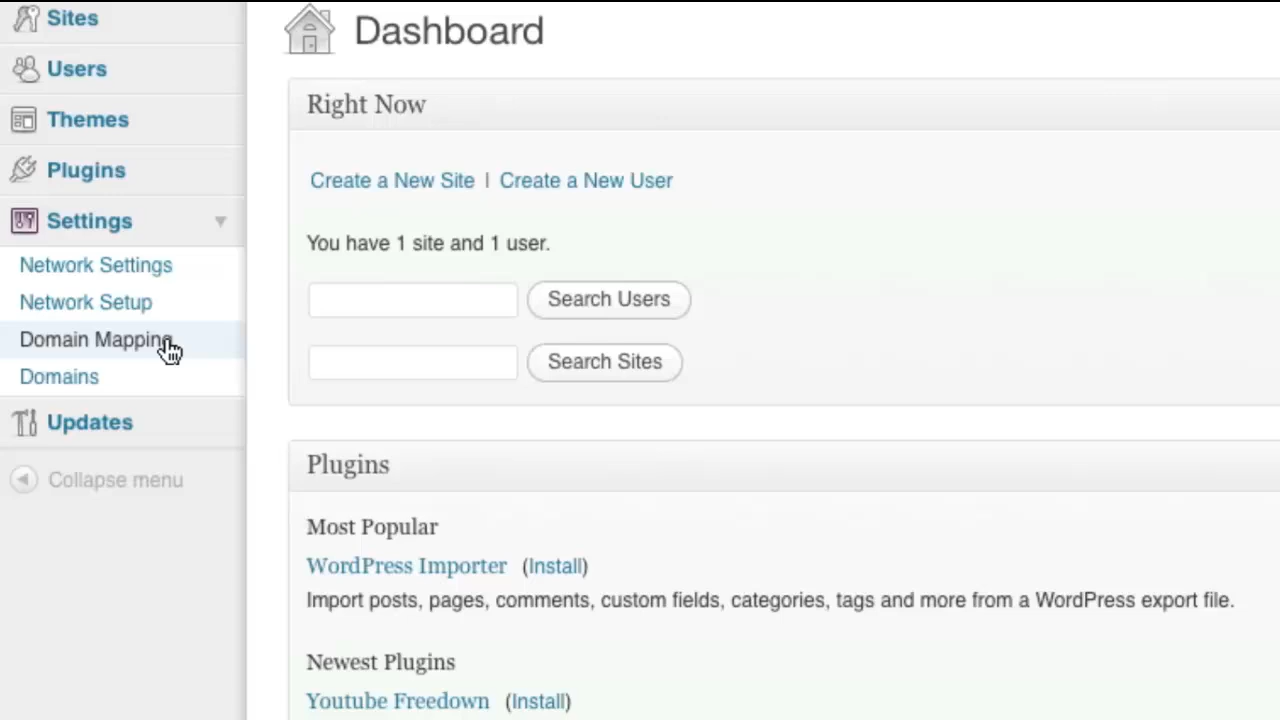 Sites
Users
Themes
Plugins
Settings
Network Settings
Network Setup
Domain Mapping
Domains
Updates
Collapse menu
Dashboard
Right Now
Create a New Site | Create a New User
You have 1 site and 1 user.
Search Users
Search Sites
Plugins
Most Popular
WordPress Importer (Install)
Import posts, pages, comments, custom fields, categories, tags and more from a WordPress export file.
Newest Plugins
Youtube Freedown (Install)